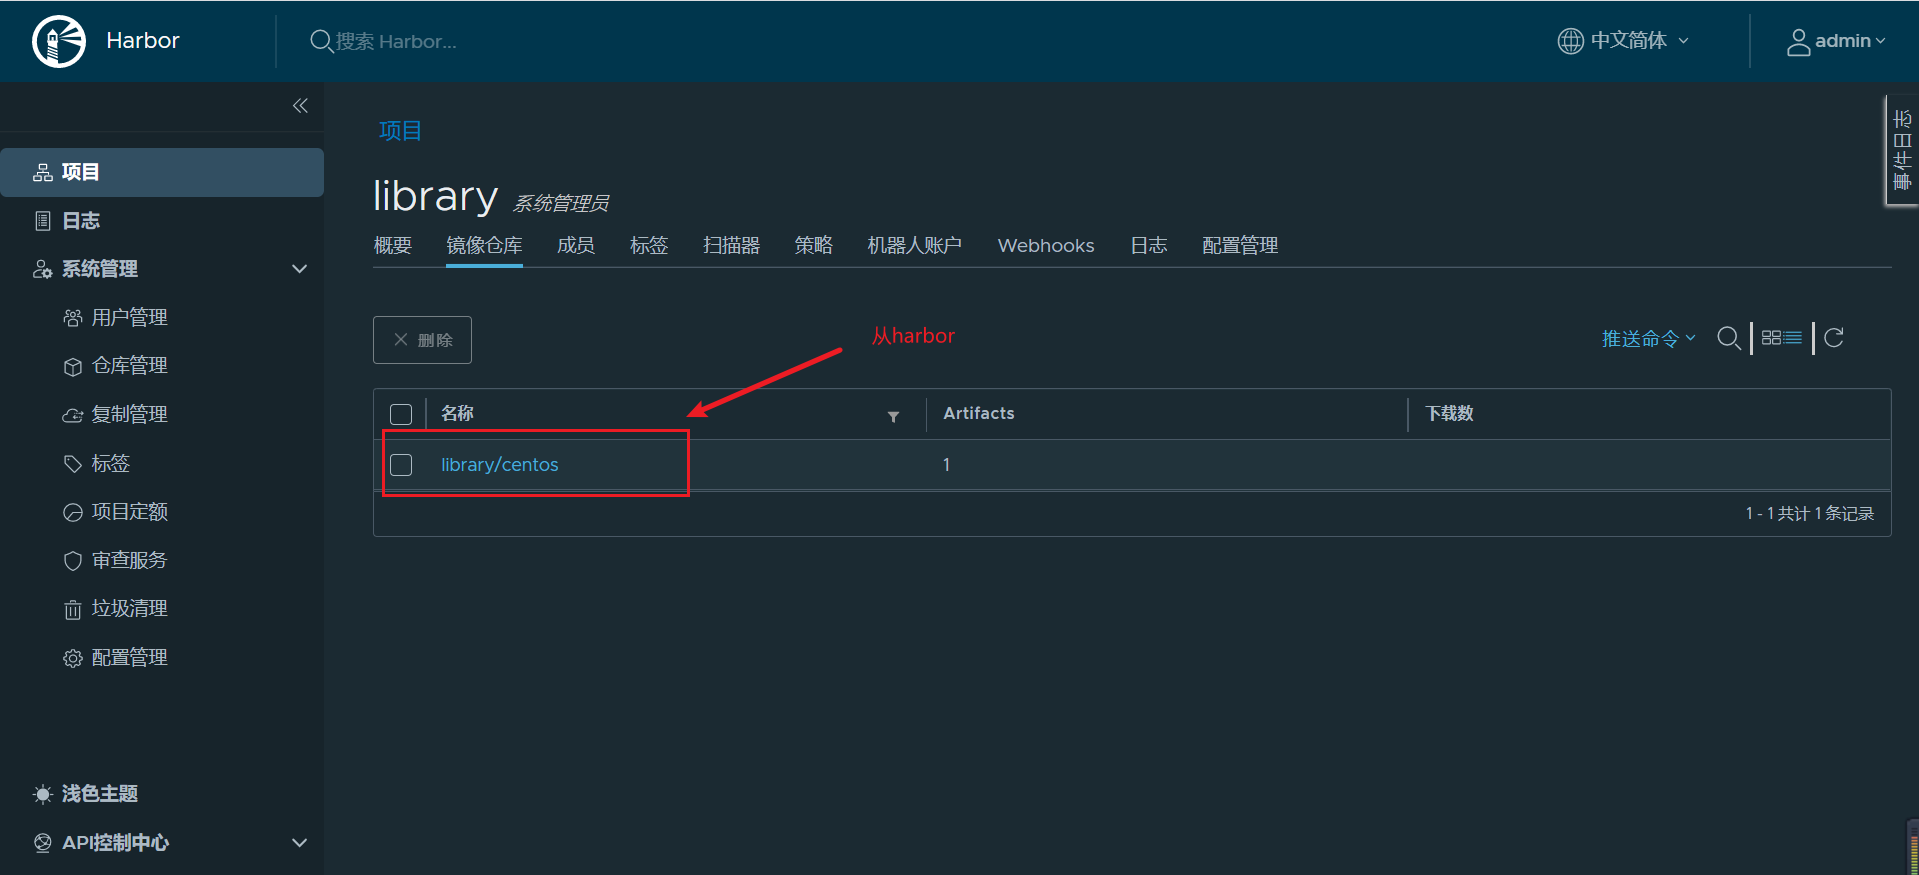 Harbor
搜索 Harbor...
中文简体
admin
事件日志
项目
日志
系统管理
用户管理
仓库管理
复制管理
标签
项目定额
审查服务
垃圾清理
配置管理
浅色主题
API控制中心
项目
library 系统管理员
概要 镜像仓库 成员 标签 扫描器 策略 机器人账户 Webhooks 日志 配置管理
删除
从harbor
推送命令
名称 Artifacts 下载数
library/centos 1
1 - 1 共计 1 条记录